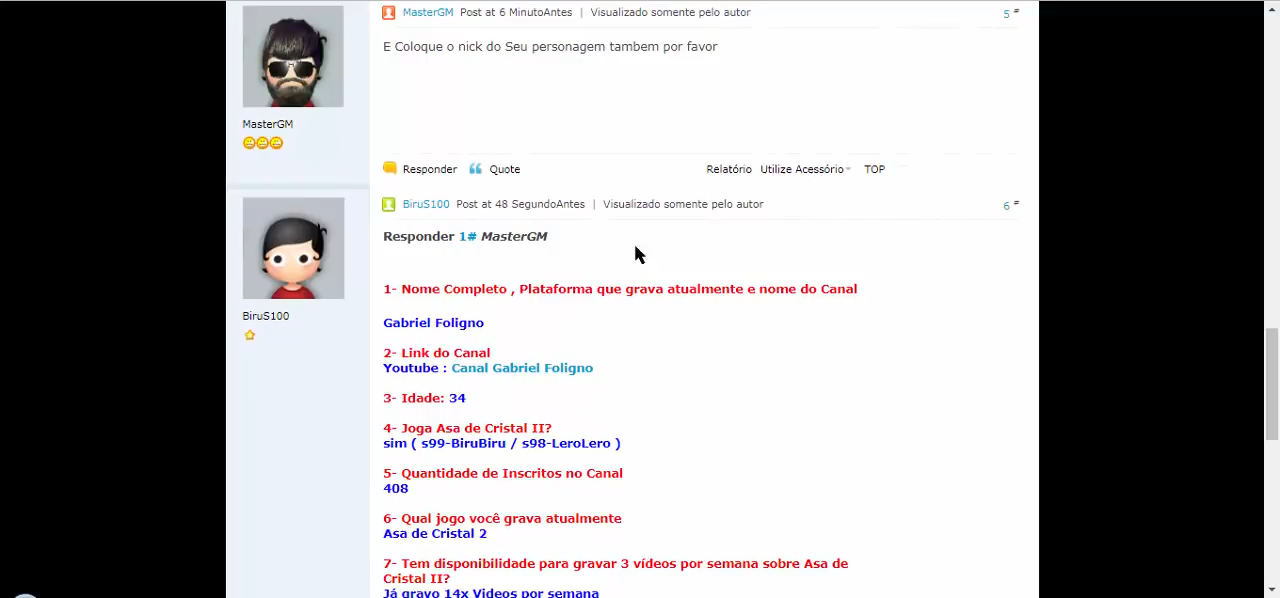 MasterGM Post at 6 MinutoAntes | Visualizado somente pelo autor 5 #
E Coloque o nick do Seu personagem tambem por favor
MasterGM
Responder Quote Relatório Utilize Acessório TOP
BiruS100 Post at 48 SegundoAntes | Visualizado somente pelo autor 6 #
Responder 1# MasterGM
1- Nome Completo , Plataforma que grava atualmente e nome do Canal
BiruS100
Gabriel Foligno
2- Link do Canal
Youtube : Canal Gabriel Foligno
3- Idade: 34
4- Joga Asa de Cristal II?
sim ( s99-BiruBiru / s98-LeroLero )
5- Quantidade de Inscritos no Canal
408
6- Qual jogo você grava atualmente
Asa de Cristal 2
7- Tem disponibilidade para gravar 3 vídeos por semana sobre Asa de
Cristal II?
Já gravo 14x Videos por semana